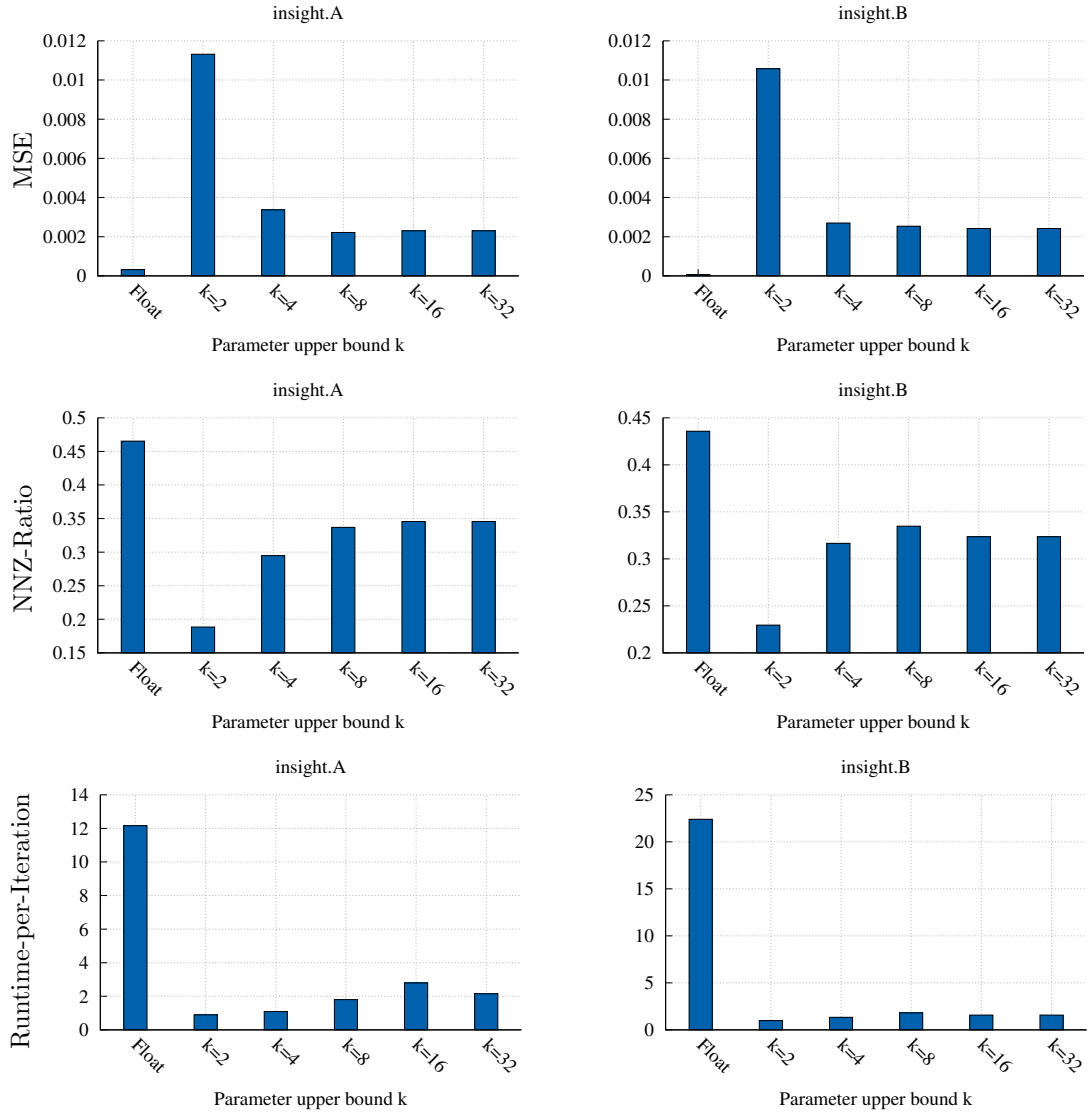 insight.A
0.012
0.01
0.008
0.006
0.004
0.002
0
MSE
Float
k=2
k=4
k=8
k=16
k=32
Parameter upper bound k
insight.B
0.012
0.01
0.008
0.006
0.004
0.002
0
Float
k=2
k=4
k=8
k=16
k=32
Parameter upper bound k
insight.A
0.5
0.45
0.4
0.35
0.3
0.25
0.2
0.15
NNZ-Ratio
Float
k=2
k=4
k=8
k=16
k=32
Parameter upper bound k
insight.B
0.45
0.4
0.35
0.3
0.25
0.2
Float
k=2
k=4
k=8
k=16
k=32
Parameter upper bound k
insight.A
14
12
10
8
6
4
2
0
Runtime-per-Iteration
Float
k=2
k=4
k=8
k=16
k=32
Parameter upper bound k
insight.B
25
20
15
10
5
0
Float
k=2
k=4
k=8
k=16
k=32
Parameter upper bound k